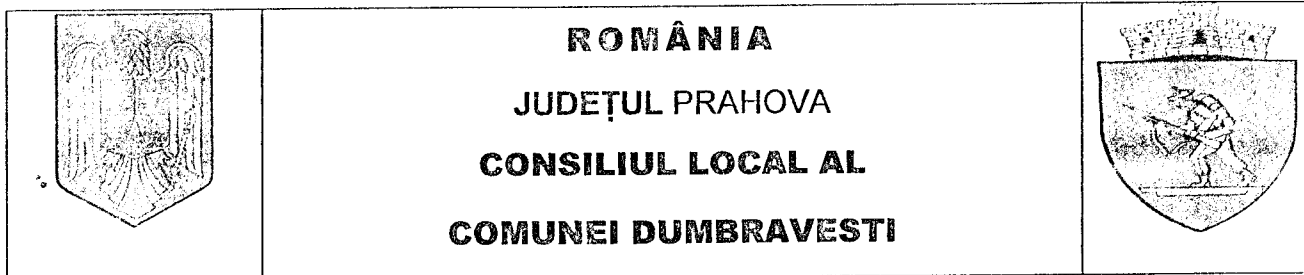 ROMÂNIA
JUDEȚUL PRAHOVA
CONSILIUL LOCAL AL
COMUNEI DUMBRAVESTI